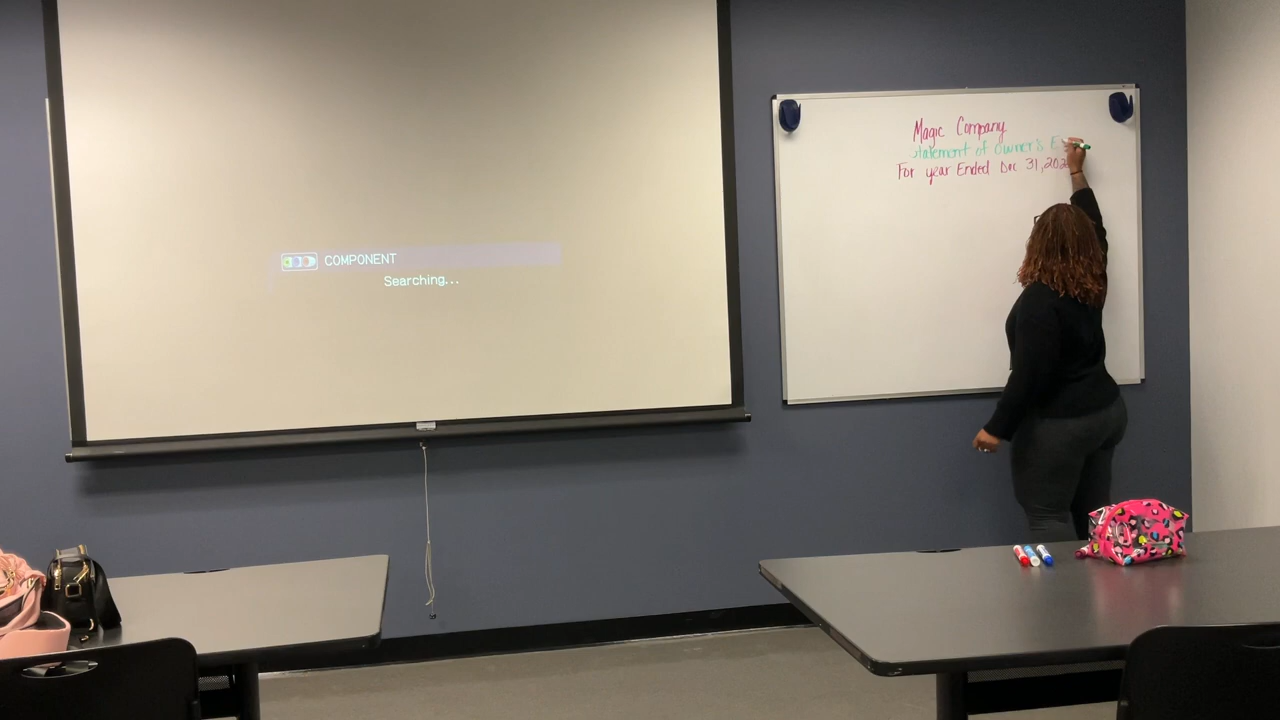 COMPONENT
Searching...
Magic Company
Statement of Owner's E
For year Ended Dec 31, 202